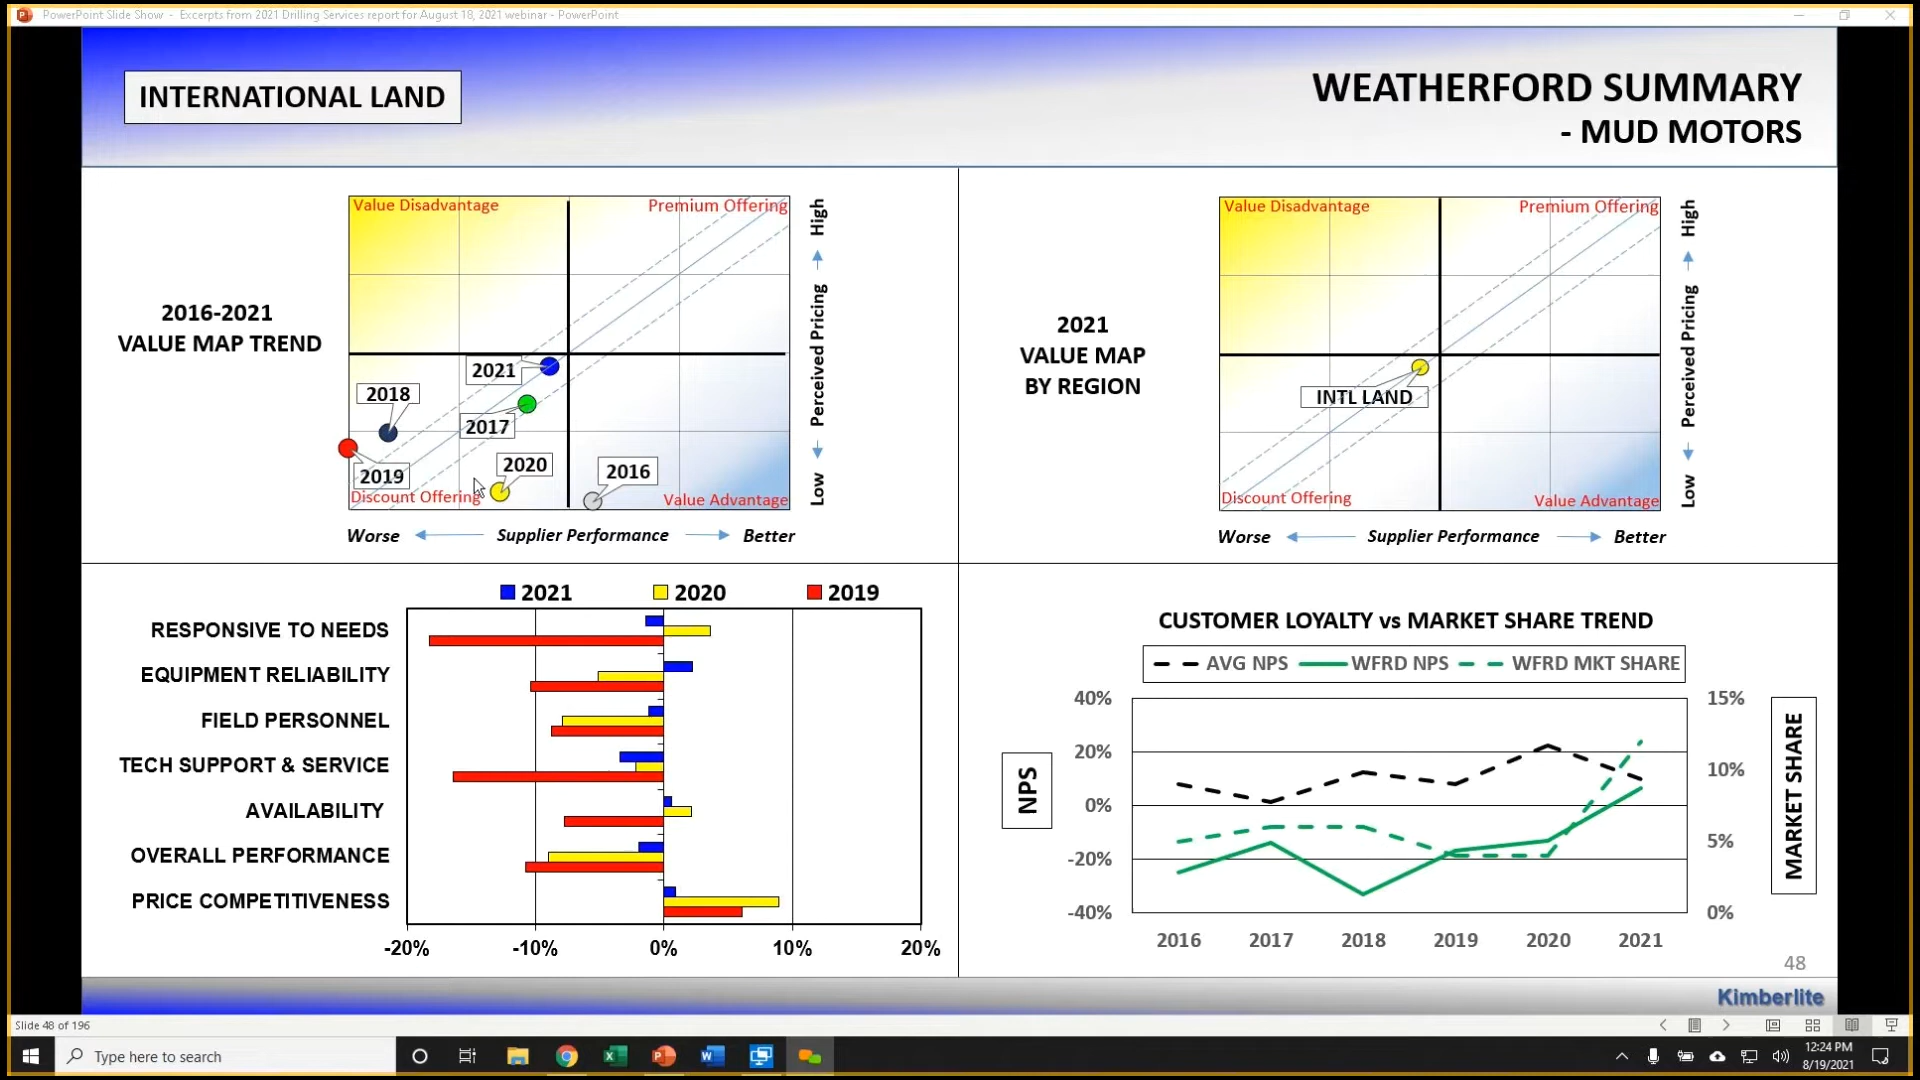 PowerPoint Slide Show - Excerpts from 2021 Drilling Services report for August 18, 2021 webinar - PowerPoint
INTERNATIONAL LAND
WEATHERFORD SUMMARY
- MUD MOTORS
2016-2021
VALUE MAP TREND
Value Disadvantage
Premium Offering
2021
2018
2017
2019
2020
2016
Discount Offering
Value Advantage
Low Perceived Pricing High
Worse Supplier Performance Better
2021
VALUE MAP
BY REGION
Value Disadvantage
Premium Offering
INTL LAND
Discount Offering
Value Advantage
Low Perceived Pricing High
Worse Supplier Performance Better
2021 2020 2019
RESPONSIVE TO NEEDS
EQUIPMENT RELIABILITY
FIELD PERSONNEL
TECH SUPPORT & SERVICE
AVAILABILITY
OVERALL PERFORMANCE
PRICE COMPETITIVENESS
-20% -10% 0% 10% 20%
CUSTOMER LOYALTY vs MARKET SHARE TREND
AVG NPS WFRD NPS WFRD MKT SHARE
NPS
40%
20%
0%
-20%
-40%
15%
10%
5%
0%
MARKET SHARE
2016 2017 2018 2019 2020 2021
48
Kimberlite
Slide 48 of 196
Type here to search
12:24 PM
8/19/2021